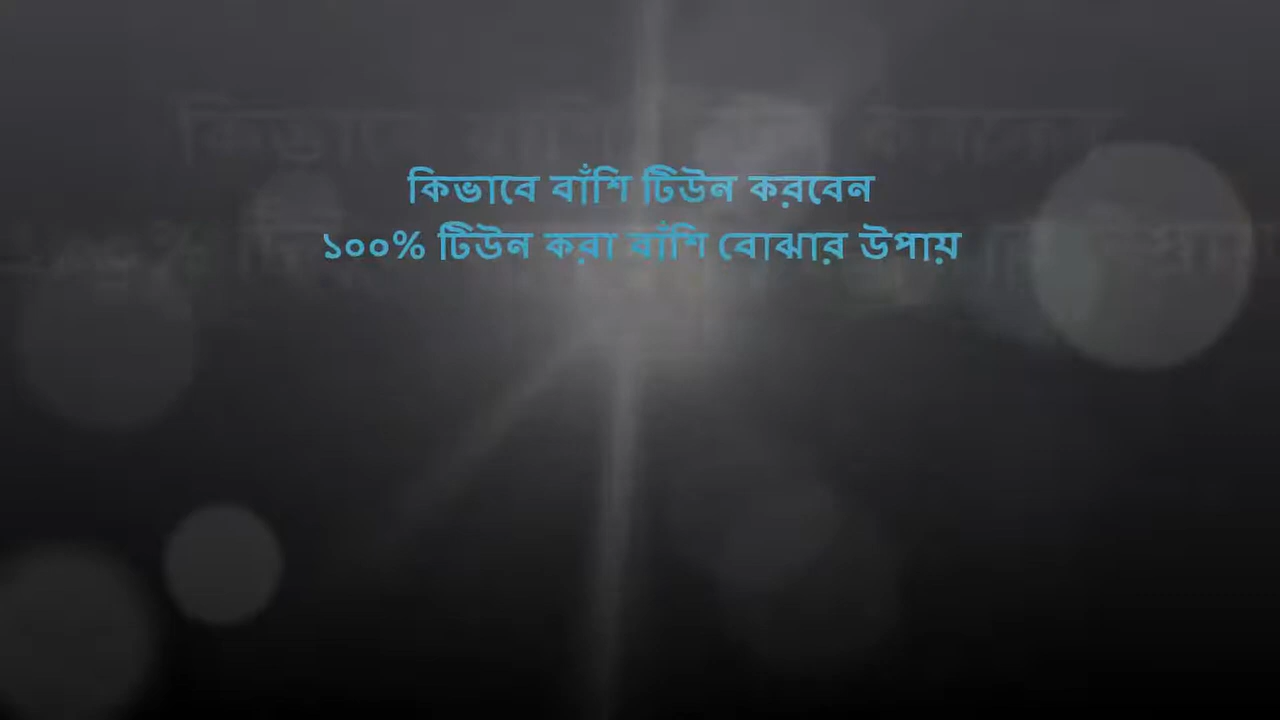 কিভাবে বাঁশি টিউন করবেন
১০০% টিউন করা বাঁশি বোঝার উপায়